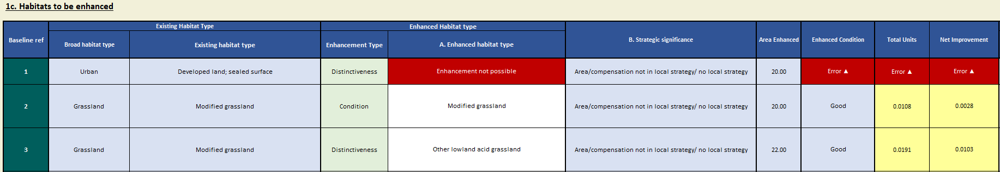 1c. Habitats to be enhanced
Existing Habitat Type Enhanced Habitat type
Baseline ref Broad habitat type Existing habitat type Enhancement Type A. Enhanced habitat type B. Strategic significance Area Enhanced Enhanced Condition Total Units Net Improvement
1 Urban Developed land; sealed surface Distinctiveness Enhancement not possible Area/compensation not in local strategy/ no local strategy 20.00 Error ▲ Error ▲ Error ▲
2 Grassland Modified grassland Condition Modified grassland Area/compensation not in local strategy/ no local strategy 20.00 Good 0.0108 0.0028
3 Grassland Modified grassland Distinctiveness Other lowland acid grassland Area/compensation not in local strategy/ no local strategy 22.00 Good 0.0191 0.0103